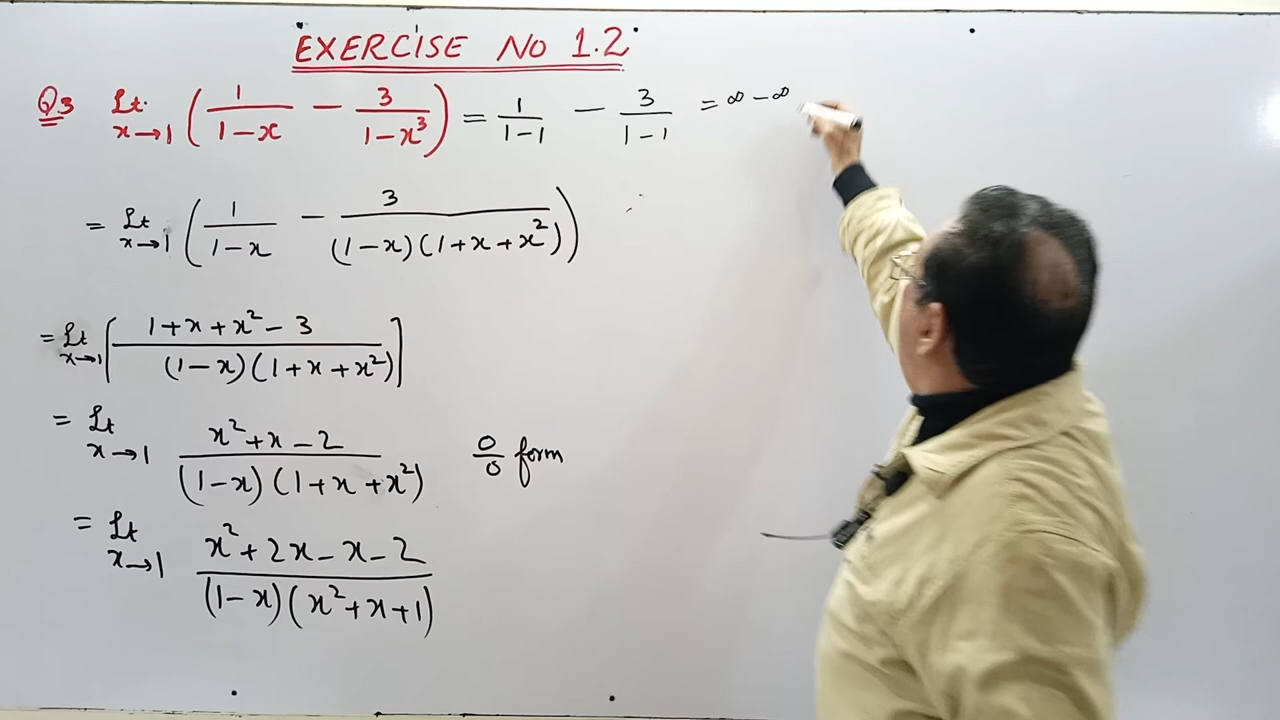 EXERCISE NO 1.2
Q3 Lt x→1 (1/(1-x) - 3/(1-x³)) = 1/(1-1) - 3/(1-1) = ∞ - ∞
= Lt x→1 (1/(1-x) - 3/((1-x)(1+x+x²)))
= Lt x→1 [(1+x+x²-3)/((1-x)(1+x+x²))]
= Lt x→1 (x²+x-2)/((1-x)(1+x+x²)) 0/0 form
= Lt x→1 (x²+2x-x-2)/((1-x)(x²+x+1))